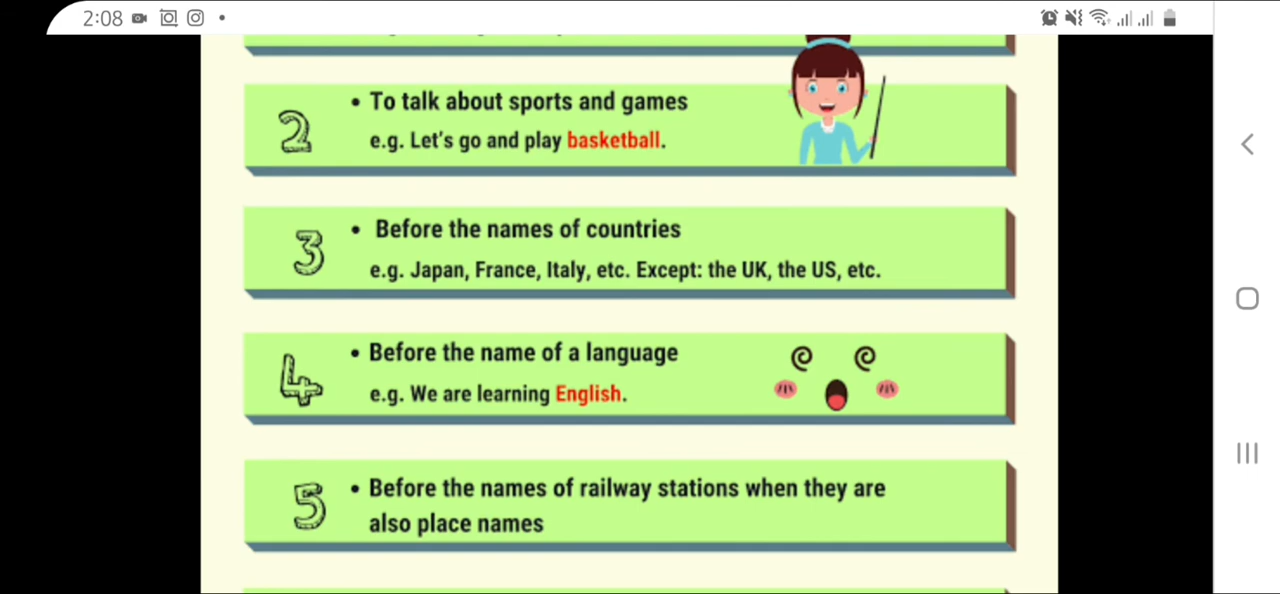 2:08
2
• To talk about sports and games
e.g. Let's go and play basketball.
3
• Before the names of countries
e.g. Japan, France, Italy, etc. Except: the UK, the US, etc.
4
• Before the name of a language
e.g. We are learning English.
5
• Before the names of railway stations when they are
also place names